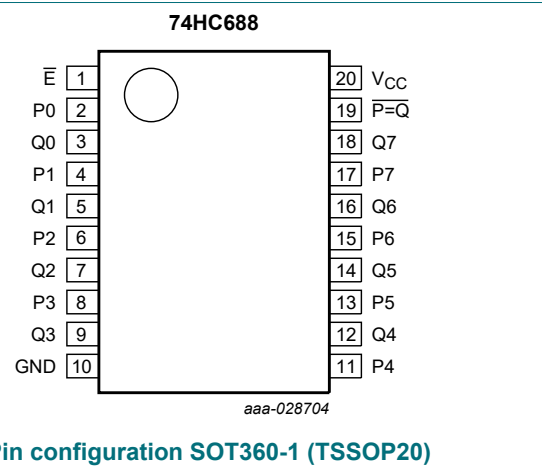 74HC688
E̅ 1 20 VCC
P0 2 19 P̅=̅Q̅
Q0 3 18 Q7
P1 4 17 P7
Q1 5 16 Q6
P2 6 15 P6
Q2 7 14 Q5
P3 8 13 P5
Q3 9 12 Q4
GND 10 11 P4
aaa-028704
in configuration SOT360-1 (TSSOP20)